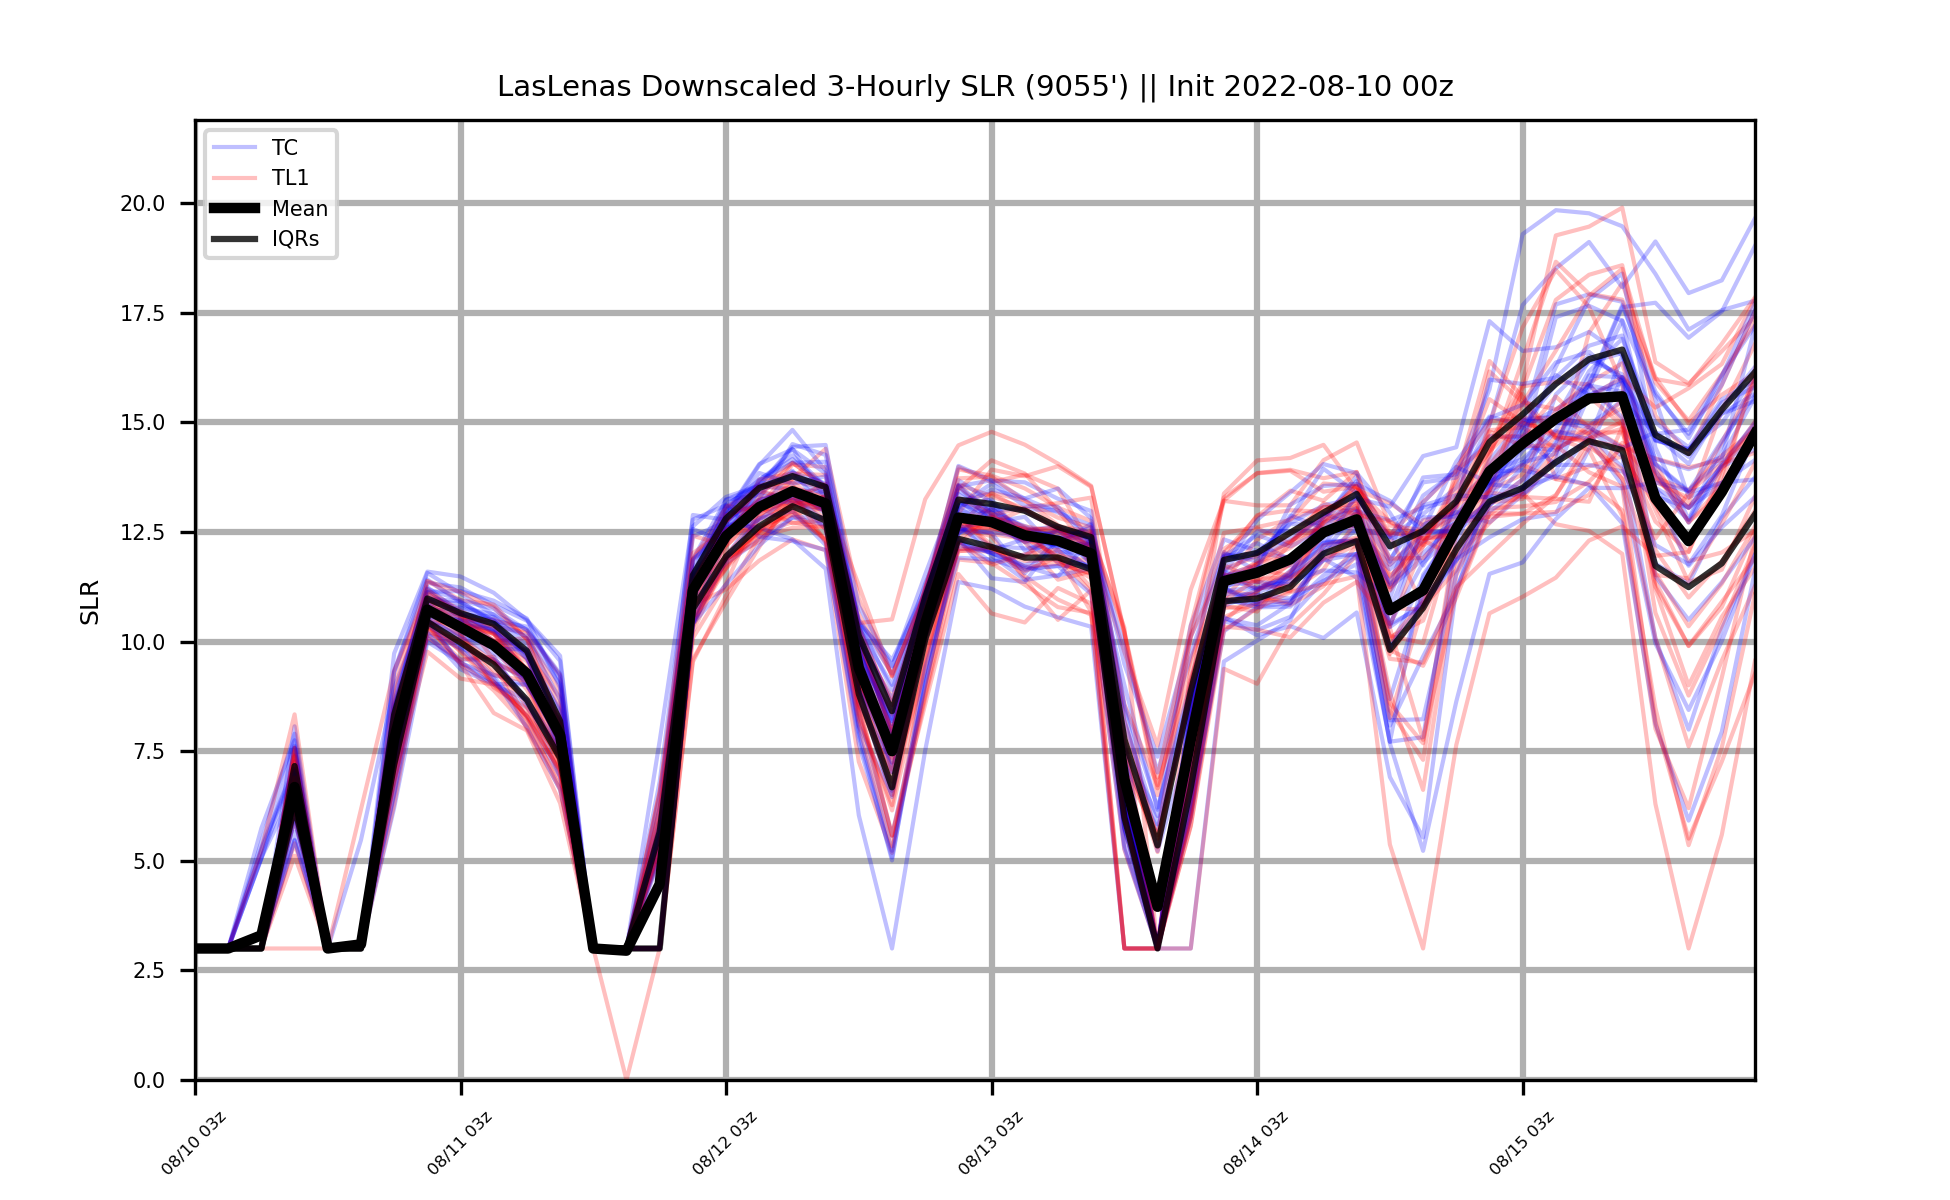 LasLenas Downscaled 3-Hourly SLR (9055') || Init 2022-08-10 00z
TC
TL1
Mean
IQRs
SLR
20.0
17.5
15.0
12.5
10.0
7.5
5.0
2.5
0.0
08/10 03z
08/11 03z
08/12 03z
08/13 03z
08/14 03z
08/15 03z